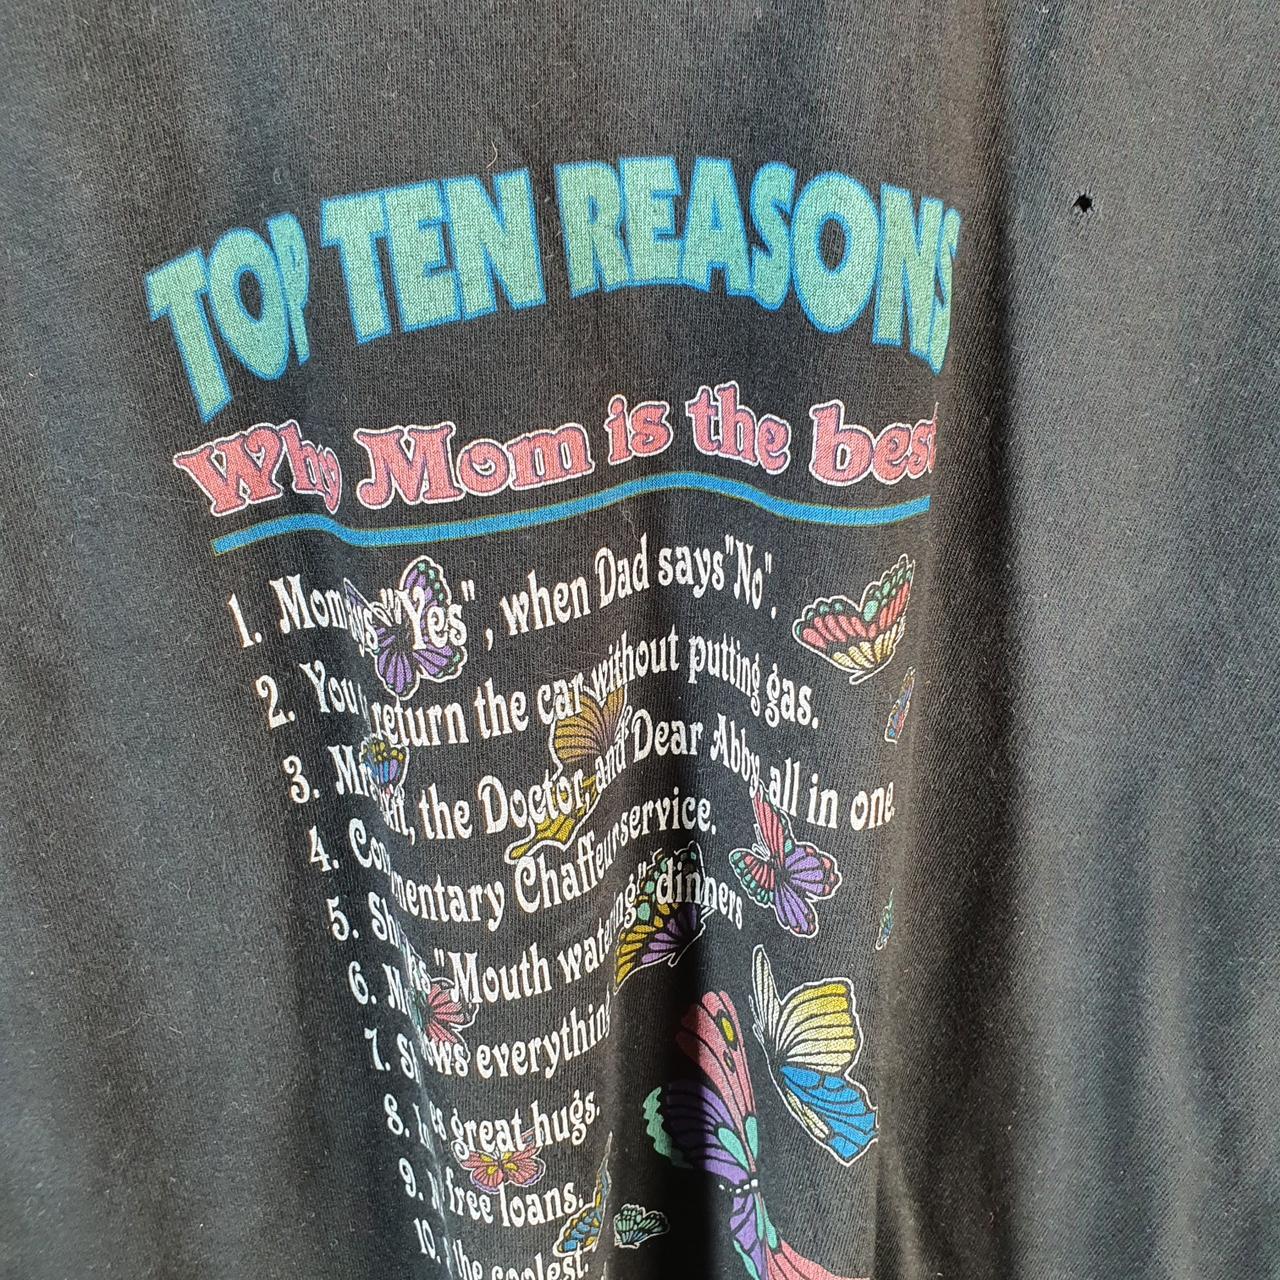 TOP TEN REASONS
Why Mom is the best
1. Mom "Yes", when Dad says "No".
2. You return the car without putting gas.
3. the Doctor, and Dear Abby, all in one
4. Chaffeur service.
5. "Mouth watering" dinners
6. everything
7.
8. great hugs.
9. free loans.
10. the coolest.